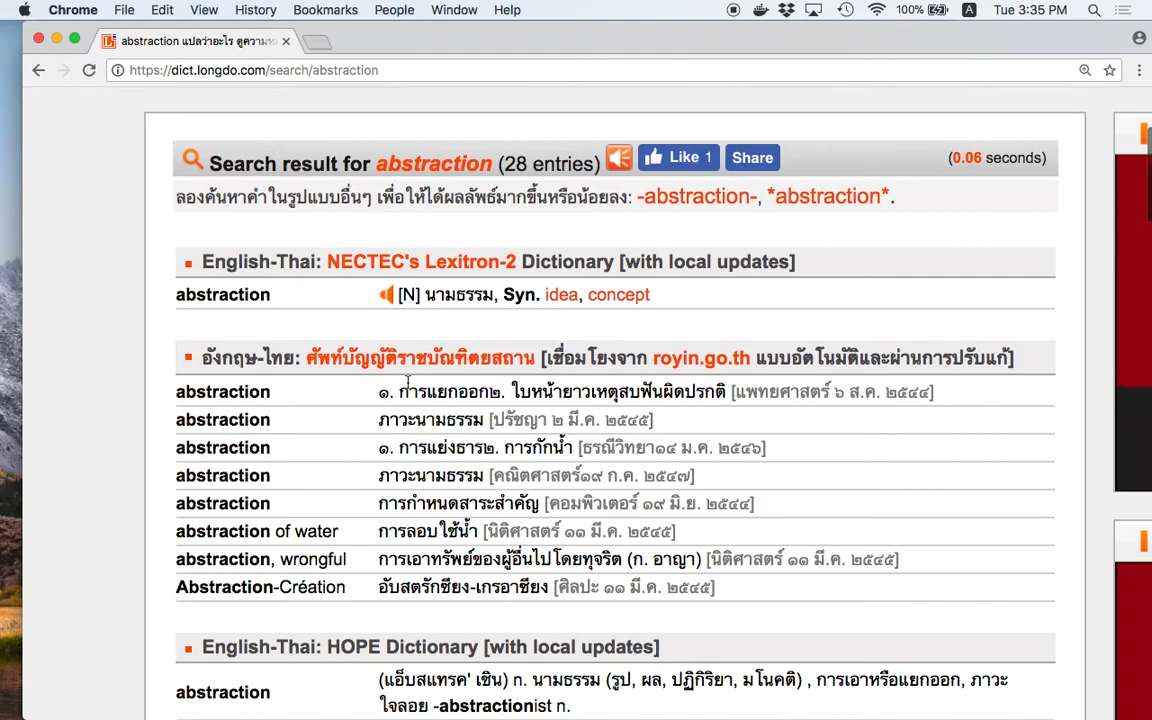 Chrome File Edit View History Bookmarks People Window Help 100% A Tue 3:35 PM
abstraction แปลว่าอะไร ดูความห
https://dict.longdo.com/search/abstraction
Search result for abstraction (28 entries) Like 1 Share (0.06 seconds)
ลองค้นหาคำในรูปแบบอื่นๆ เพื่อให้ได้ผลลัพธ์มากขึ้นหรือน้อยลง: -abstraction-, *abstraction*.
English-Thai: NECTEC's Lexitron-2 Dictionary [with local updates]
abstraction [N] นามธรรม, Syn. idea, concept
อังกฤษ-ไทย: ศัพท์บัญญัติราชบัณฑิตยสถาน [เชื่อมโยงจาก royin.go.th แบบอัตโนมัติและผ่านการปรับแก้]
abstraction ๑. การแยกออก๒. ใบหน้ายาวเหตุสบฟันผิดปรกติ [แพทยศาสตร์ ๖ ส.ค. ๒๕๔๔]
abstraction ภาวะนามธรรม [ปรัชญา ๒ มี.ค. ๒๕๔๕]
abstraction ๑. การแย่งธาร๒. การกักน้ำ [ธรณีวิทยา๑๔ ม.ค. ๒๕๔๖]
abstraction ภาวะนามธรรม [คณิตศาสตร์๑๙ ก.ค. ๒๕๔๗]
abstraction การกำหนดสาระสำคัญ [คอมพิวเตอร์ ๑๙ มิ.ย. ๒๕๔๔]
abstraction of water การลอบใช้น้ำ [นิติศาสตร์ ๑๑ มี.ค. ๒๕๔๕]
abstraction, wrongful การเอาทรัพย์ของผู้อื่นไปโดยทุจริต (ก. อาญา) [นิติศาสตร์ ๑๑ มี.ค. ๒๕๔๕]
Abstraction-Création อับสตรักซียง-เกรอาซียง [ศิลปะ ๑๑ มี.ค. ๒๕๔๕]
English-Thai: HOPE Dictionary [with local updates]
abstraction (แอ็บสแทรค' เชิน) n. นามธรรม (รูป, ผล, ปฏิกิริยา, มโนคติ) , การเอาหรือแยกออก, ภาวะ
ใจลอย -abstractionist n.